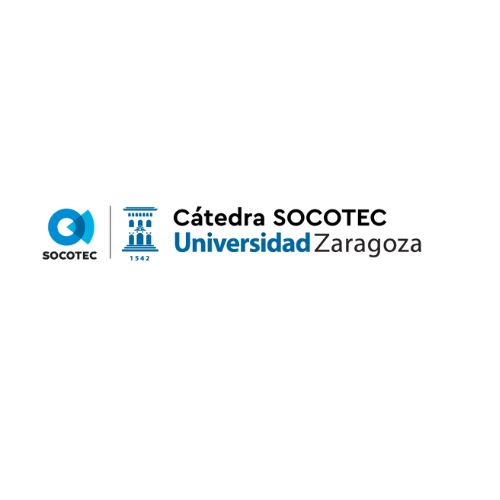 SOCOTEC
1542
Cátedra SOCOTEC
Universidad Zaragoza